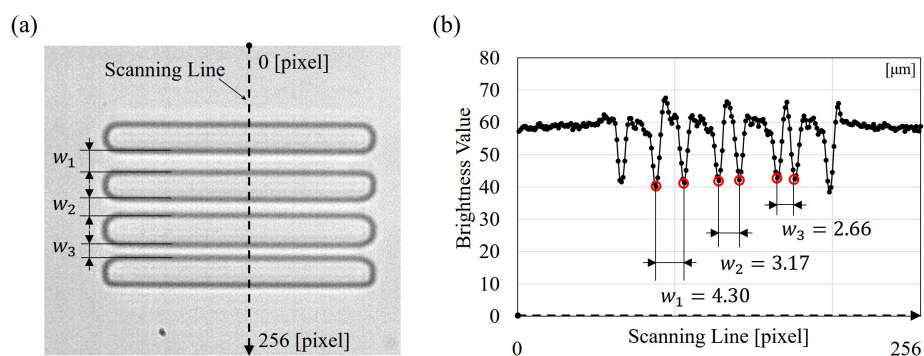 (a)
0 [pixel]
Scanning Line
w₁
w₂
w₃
256 [pixel]
(b)
80
70
60
50
40
30
20
10
0
Brightness Value
[μm]
w₃ = 2.66
w₂ = 3.17
w₁ = 4.30
0
Scanning Line [pixel]
256